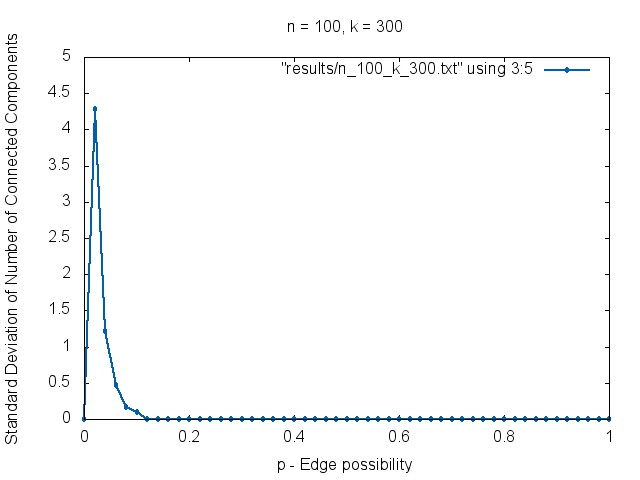 n = 100, k = 300
"results/n_100_k_300.txt" using 3:5
Standard Deviation of Number of Connected Components
5
4.5
4
3.5
3
2.5
2
1.5
1
0.5
0
0 0.2 0.4 0.6 0.8 1
p - Edge possibility